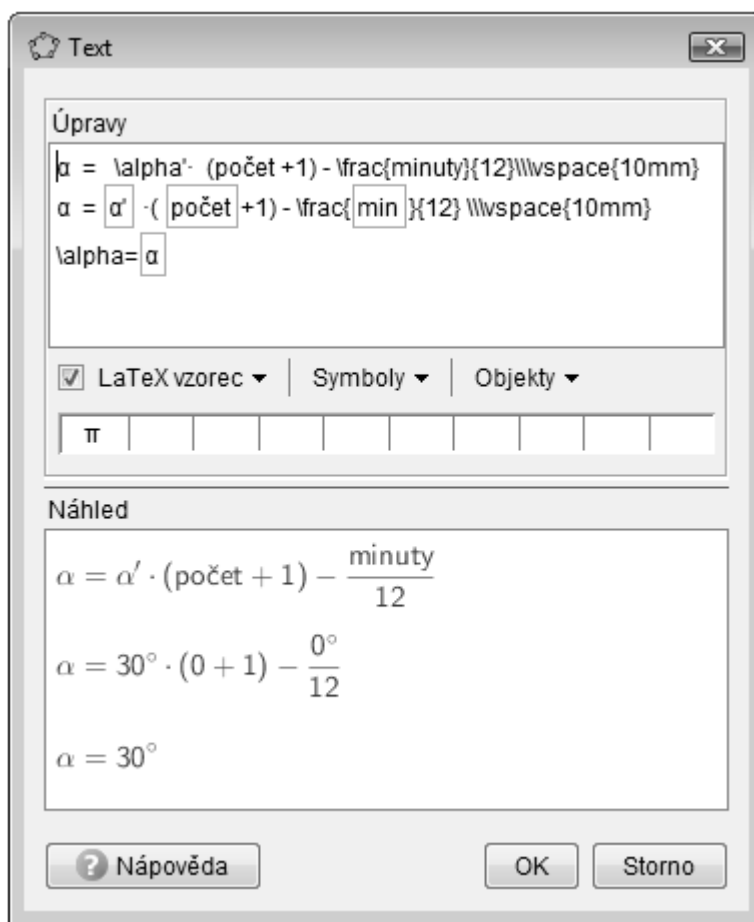 Text
Úpravy
α = \alpha'· (počet +1) - \frac{minuty}{12}\\\vspace{10mm}
α = α' ·( počet +1) - \frac{ min }{12} \\\vspace{10mm}
\alpha= α
LaTeX vzorec Symboly Objekty
π
Náhled
α = α′ · (počet + 1) − minuty/12
α = 30° · (0 + 1) − 0°/12
α = 30°
? Nápověda OK Storno